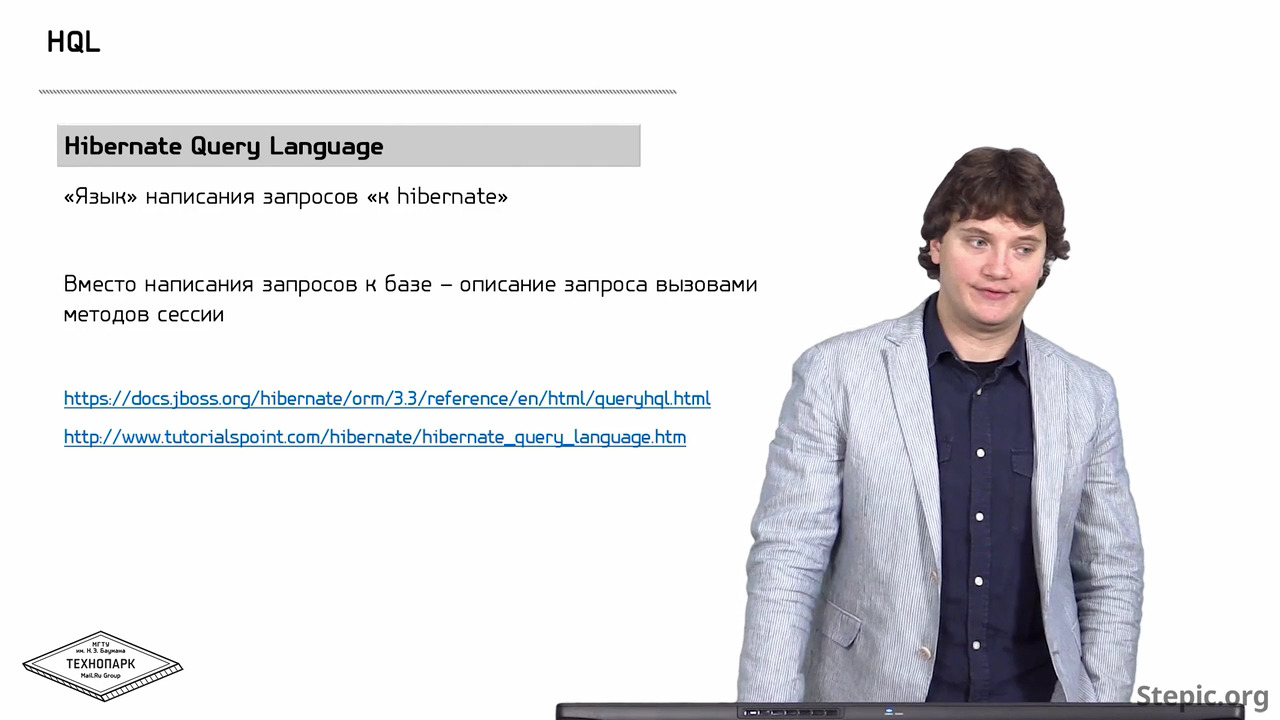 HQL
Hibernate Query Language
«Язык» написания запросов «к hibernate»
Вместо написания запросов к базе – описание запроса вызовами
методов сессии
https://docs.jboss.org/hibernate/orm/3.3/reference/en/html/queryhql.html
http://www.tutorialspoint.com/hibernate/hibernate_query_language.htm
МГТУ
им. Н.Э. Баумана
ТЕХНОПАРК
Mail.Ru Group
Stepic.org